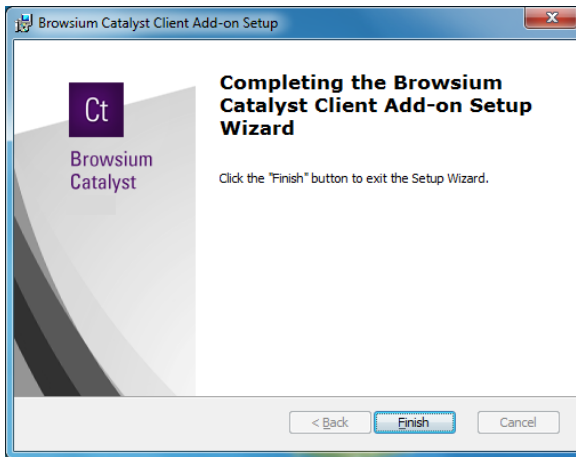 Browsium Catalyst Client Add-on Setup
X
Ct
Browsium
Catalyst
Completing the Browsium
Catalyst Client Add-on Setup
Wizard
Click the "Finish" button to exit the Setup Wizard.
< Back
Finish
Cancel